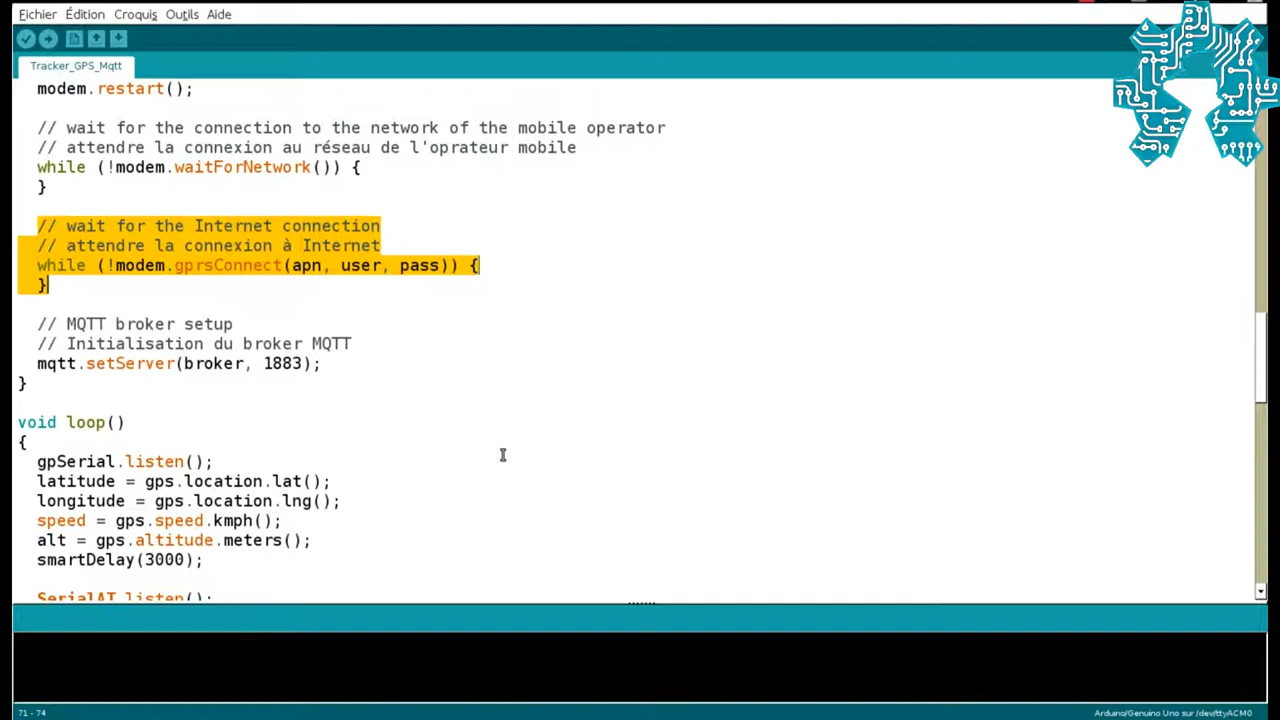 Fichier Édition Croquis Outils Aide
Tracker_GPS_Mqtt
modem.restart();
// wait for the connection to the network of the mobile operator
// attendre la connexion au réseau de l'oprateur mobile
while (!modem.waitForNetwork()) {
}
// wait for the Internet connection
// attendre la connexion à Internet
while (!modem.gprsConnect(apn, user, pass)) {
}
// MQTT broker setup
// Initialisation du broker MQTT
mqtt.setServer(broker, 1883);
}
void loop()
{
gpSerial.listen();
latitude = gps.location.lat();
longitude = gps.location.lng();
speed = gps.speed.kmph();
alt = gps.altitude.meters();
smartDelay(3000);
SerialAT.listen();
71 - 74
Arduino/Genuino Uno sur /dev/ttyACM0